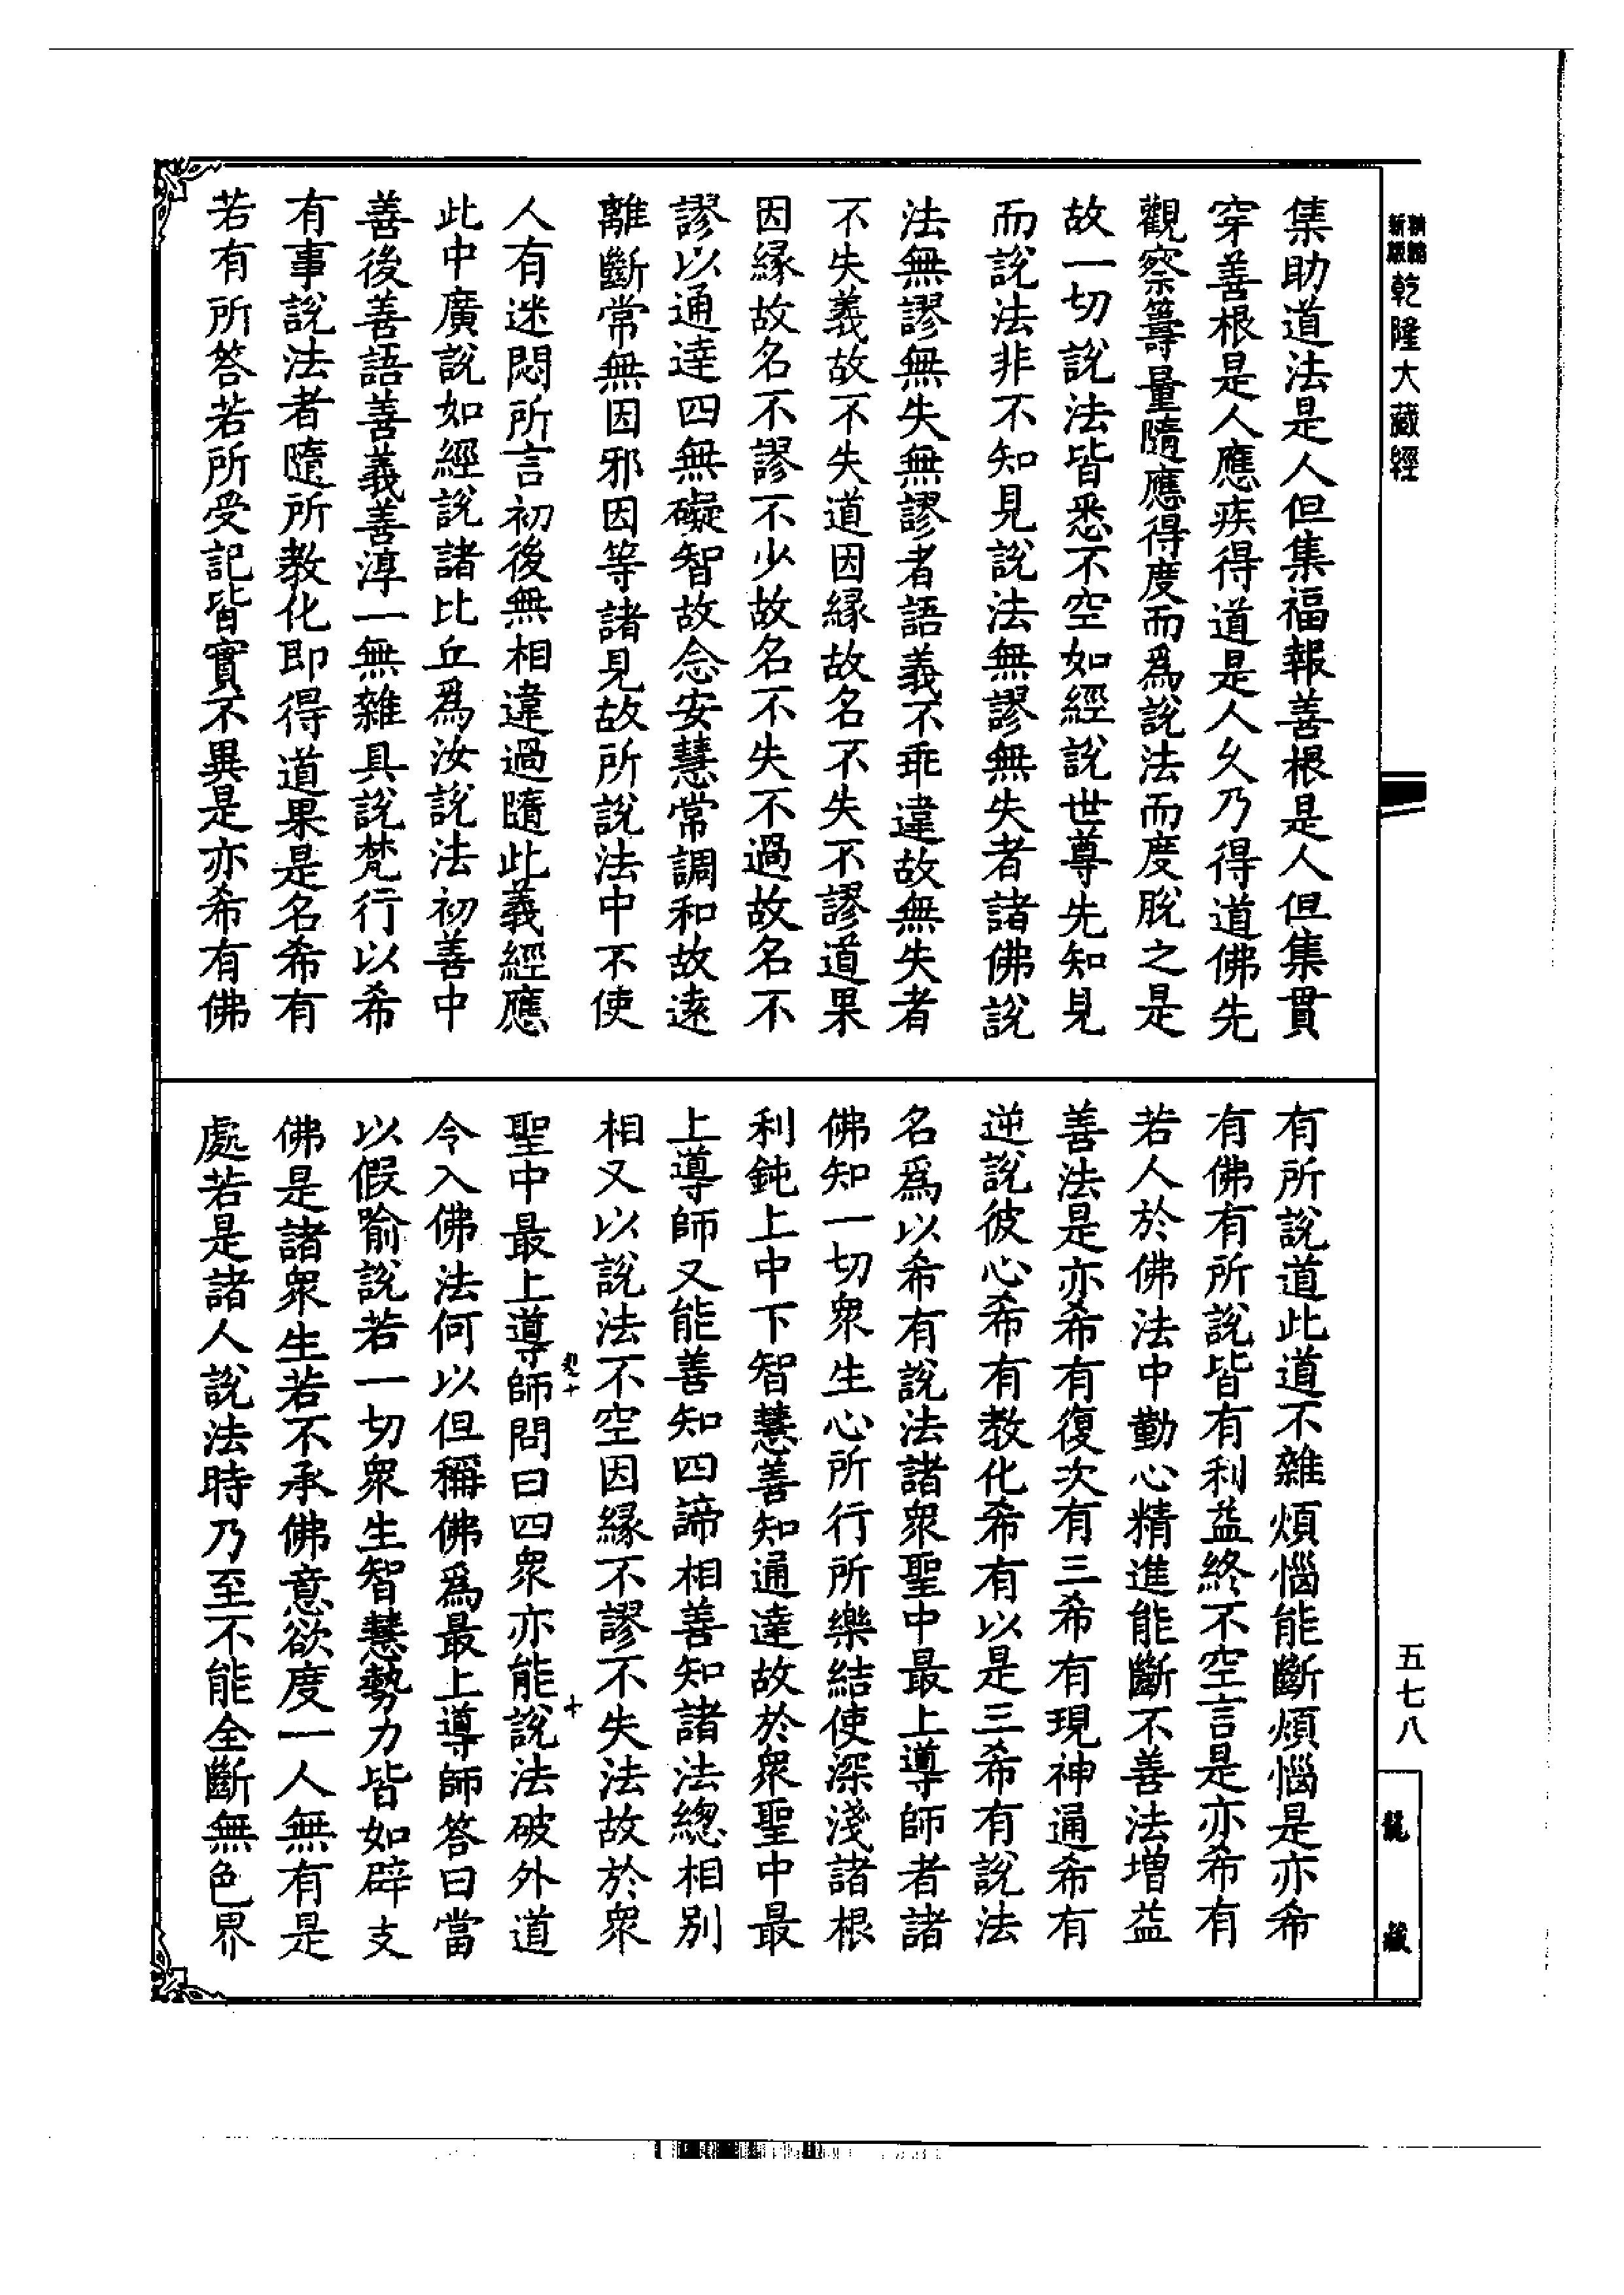 新編縮版 乾隆大藏經
集助道法是人但集福報善根是人但集貫
穿善根是人應疾得道是人久乃得道佛先
觀察籌量隨應得度而爲說法而度脫之是
故一切說法皆悉不空如經說世尊先知見
而說法非不知見說法無謬無失者諸佛說
法無謬無失無謬者語義不乖違故無失者
不失義故不失道因緣故名不失不謬道果
因緣故名不謬不少故名不失不過故名不
謬以通達四無礙智故念安慧常調和故遠
離斷常無因邪因等諸見故所說法中不使
人有迷悶所言初後無相違過隨此義經應
此中廣說如經說諸比丘爲汝說法初善中
善後善語善義善淳一無雜具說梵行以希
有事說法者隨所教化即得道果是名希有
若有所答若所受記皆實不異是亦希有佛
有所說道此道不雜煩惱能斷煩惱是亦希
有佛有所說皆有利益終不空言是亦希有
若人於佛法中勤心精進能斷不善法增益
善法是亦希有復次有三希有現神通希有
逆說彼心希有教化希有以是三希有說法
名爲以希有說法諸衆聖中最上導師者諸
佛知一切衆生心所行所樂結使深淺諸根
利鈍上中下智慧善知通達故於衆聖中最
上導師又能善知四諦相善知諸法總相別
相又以說法不空因緣不謬不失法故於衆
聖中最上導師問曰四衆亦能說法破外道
令入佛法何以但稱佛爲最上導師答曰當
以假喻說若一切衆生智慧勢力皆如辟支
佛是諸衆生若不承佛意欲度一人無有是
處若是諸人說法時乃至不能全斷無色界
五七八
龍藏